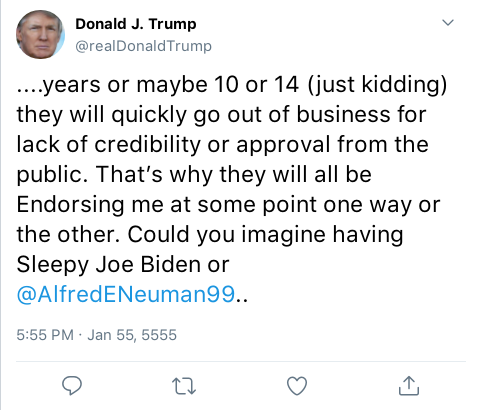 Donald J. Trump
@realDonaldTrump
....years or maybe 10 or 14 (just kidding)
they will quickly go out of business for
lack of credibility or approval from the
public. That’s why they will all be
Endorsing me at some point one way or
the other. Could you imagine having
Sleepy Joe Biden or
@AlfredENeuman99..
5:55 PM · Jan 55, 5555